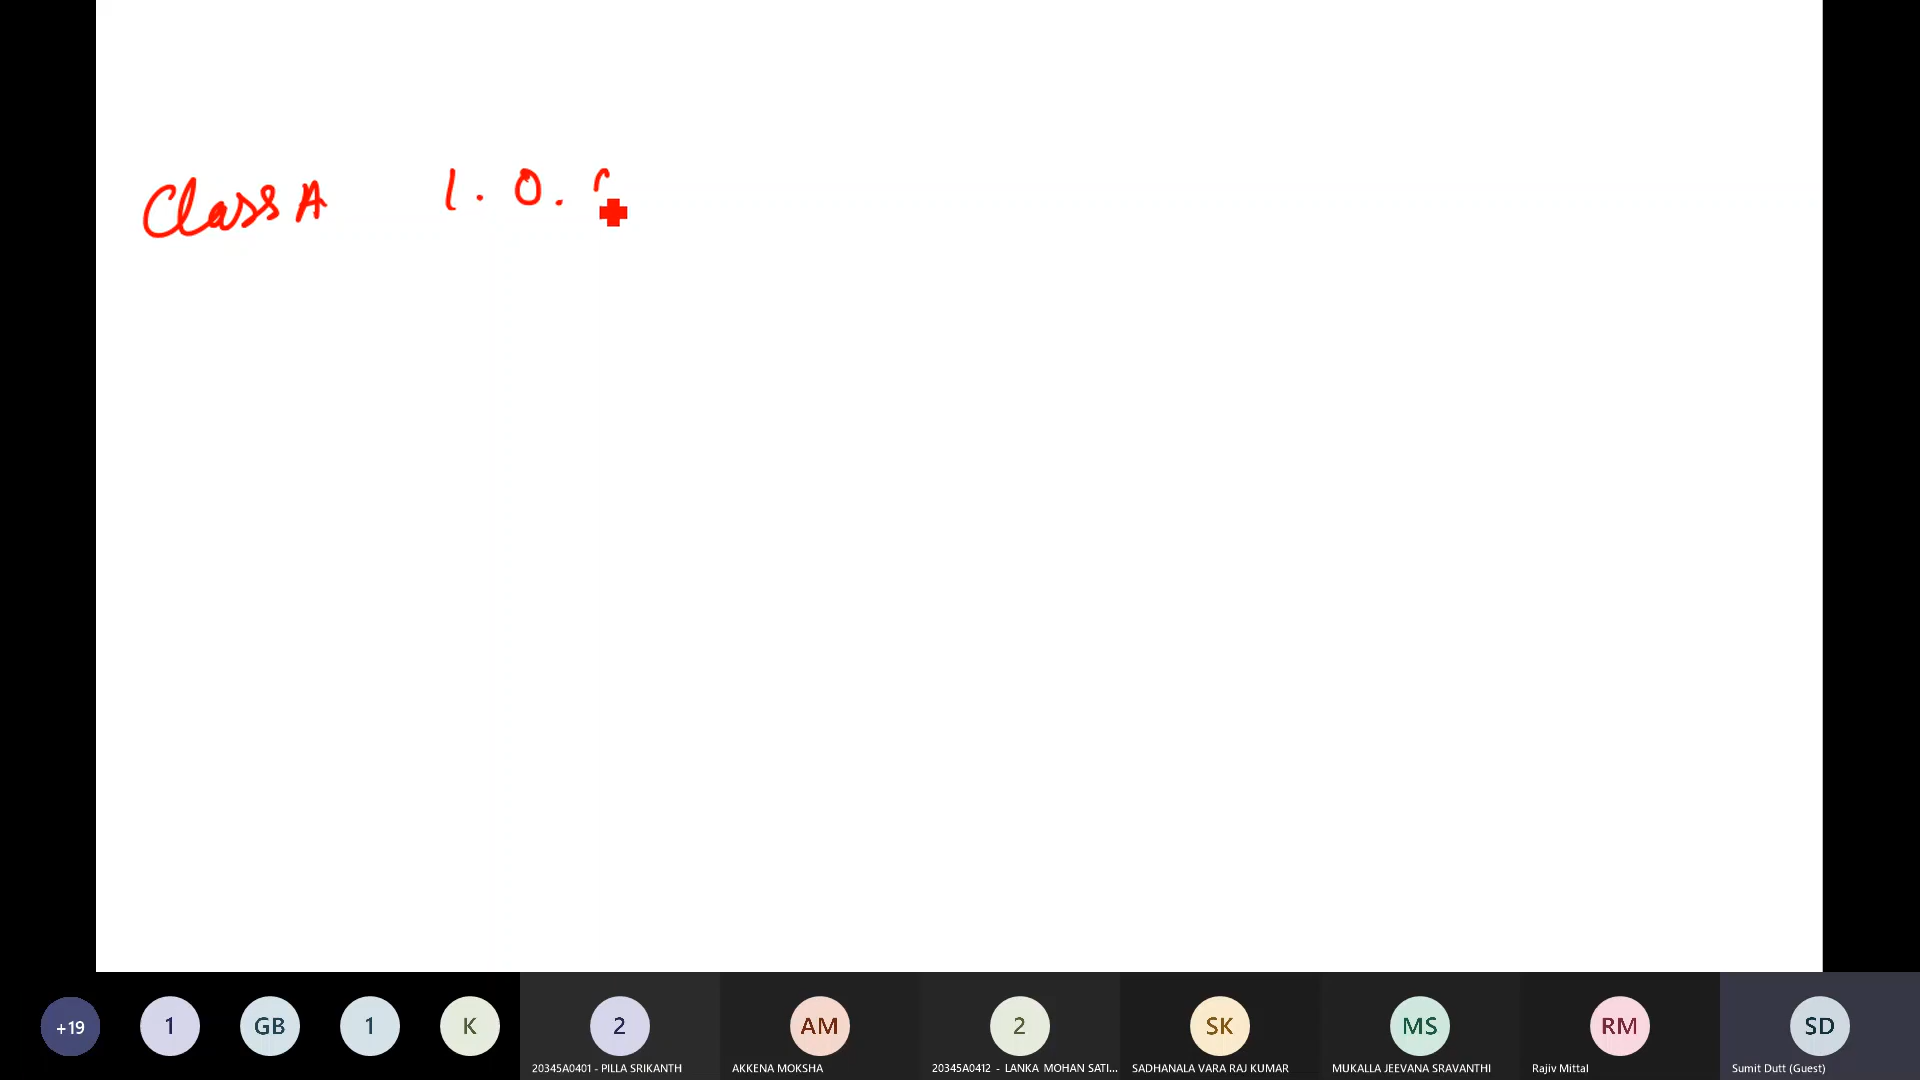 Class A 1.0.
+19 1 GB 1 K 2 AM 2 SK MS RM SD
20345A0401 - PILLA SRIKANTH AKKENA MOKSHA 20345A0412 - LANKA MOHAN SATI... SADHANALA VARA RAJ KUMAR MUKALLA JEEVANA SRAVANTHI Rajiv Mittal Sumit Dutt (Guest)